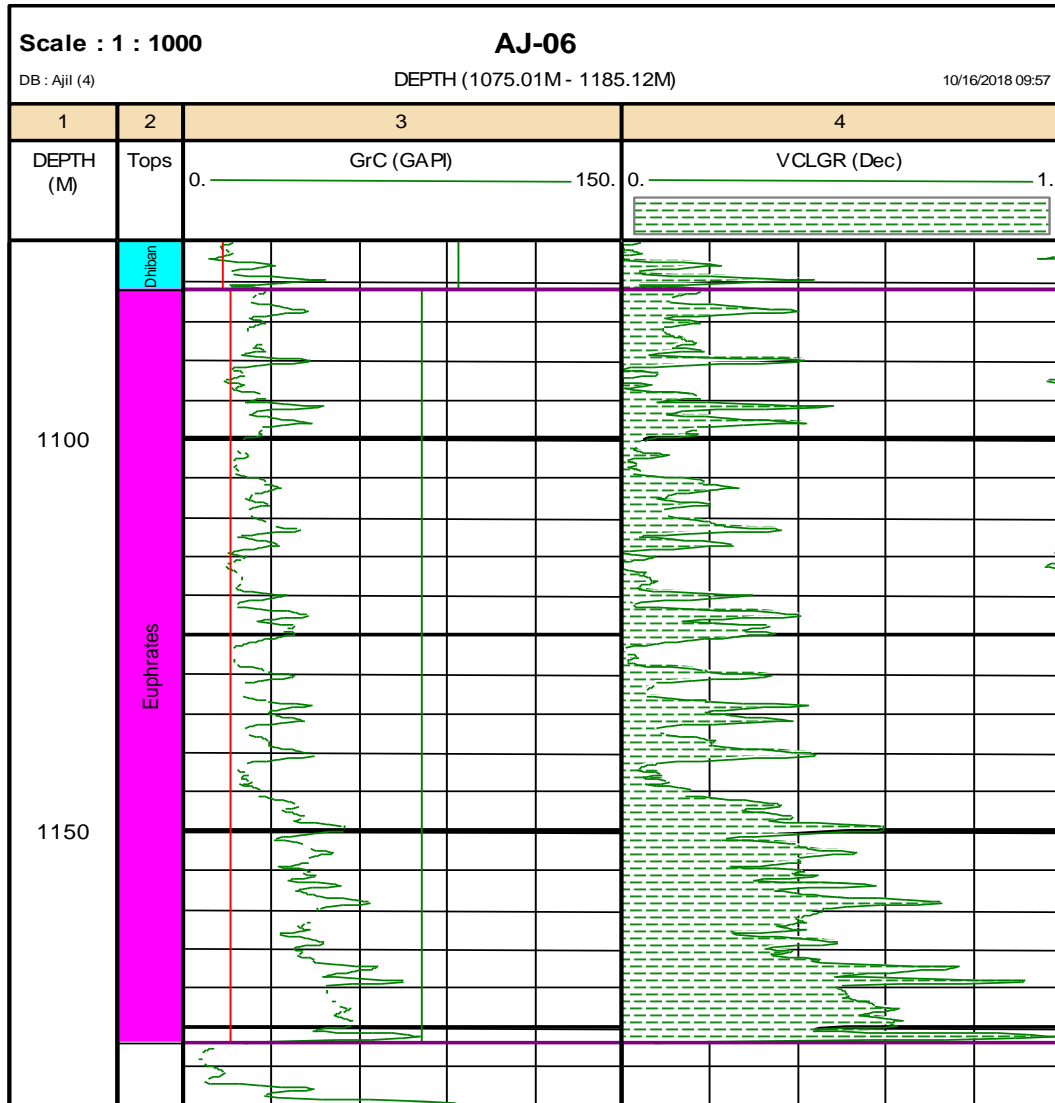 Scale : 1 : 1000
AJ-06
DB : Ajil (4)
DEPTH (1075.01M - 1185.12M)
10/16/2018 09:57
1
2
3
4
DEPTH
(M)
Tops
GrC (GAPI)
0.
150.
VCLGR (Dec)
0.
1.
Dhiban
1100
Euphrates
1150